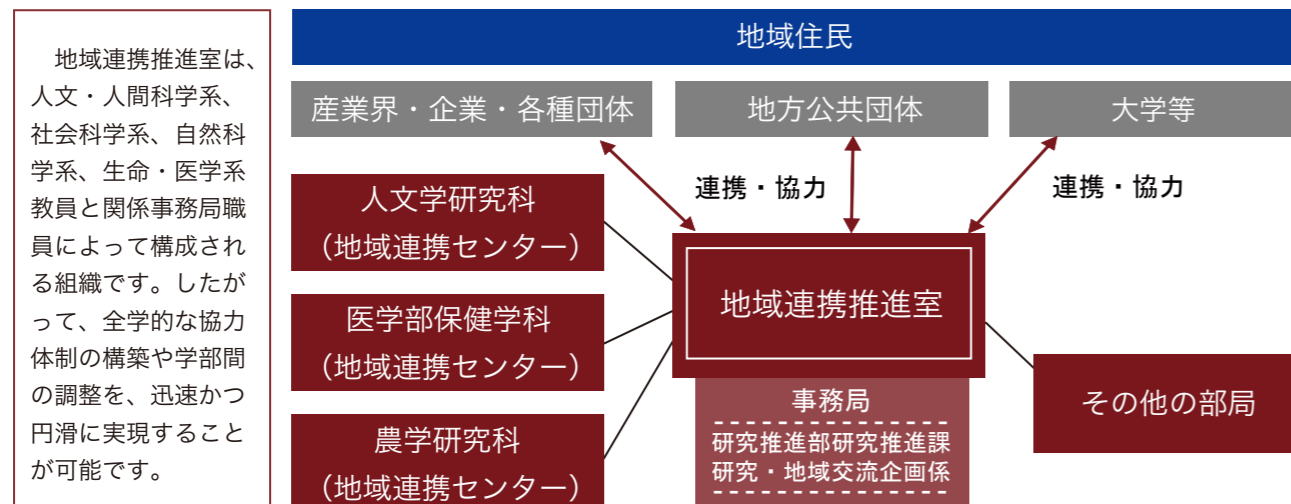 地域連携推進室は、
人文・人間科学系、
社会科学系、自然科
学系、生命・医学系
教員と関係事務局職
員によって構成され
る組織です。したが
って、全学的な協力
体制の構築や学部間
の調整を、迅速かつ
円滑に実現すること
が可能です。
地域住民
産業界・企業・各種団体
地方公共団体
大学等
連携・協力
連携・協力
人文学研究科
（地域連携センター）
医学部保健学科
（地域連携センター）
農学研究科
（地域連携センター）
地域連携推進室
事務局
研究推進部研究推進課
研究・地域交流企画係
その他の部局